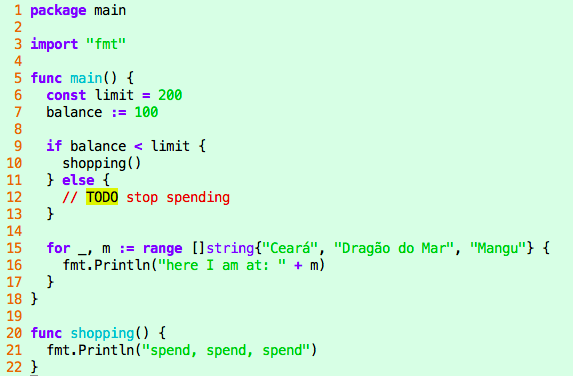 1 package main
2
3 import "fmt"
4
5 func main() {
6   const limit = 200
7   balance := 100
8
9   if balance < limit {
10     shopping()
11   } else {
12     // TODO stop spending
13   }
14
15   for _, m := range []string{"Ceará", "Dragão do Mar", "Mangu"} {
16     fmt.Println("here I am at: " + m)
17   }
18 }
19
20 func shopping() {
21   fmt.Println("spend, spend, spend")
22 }